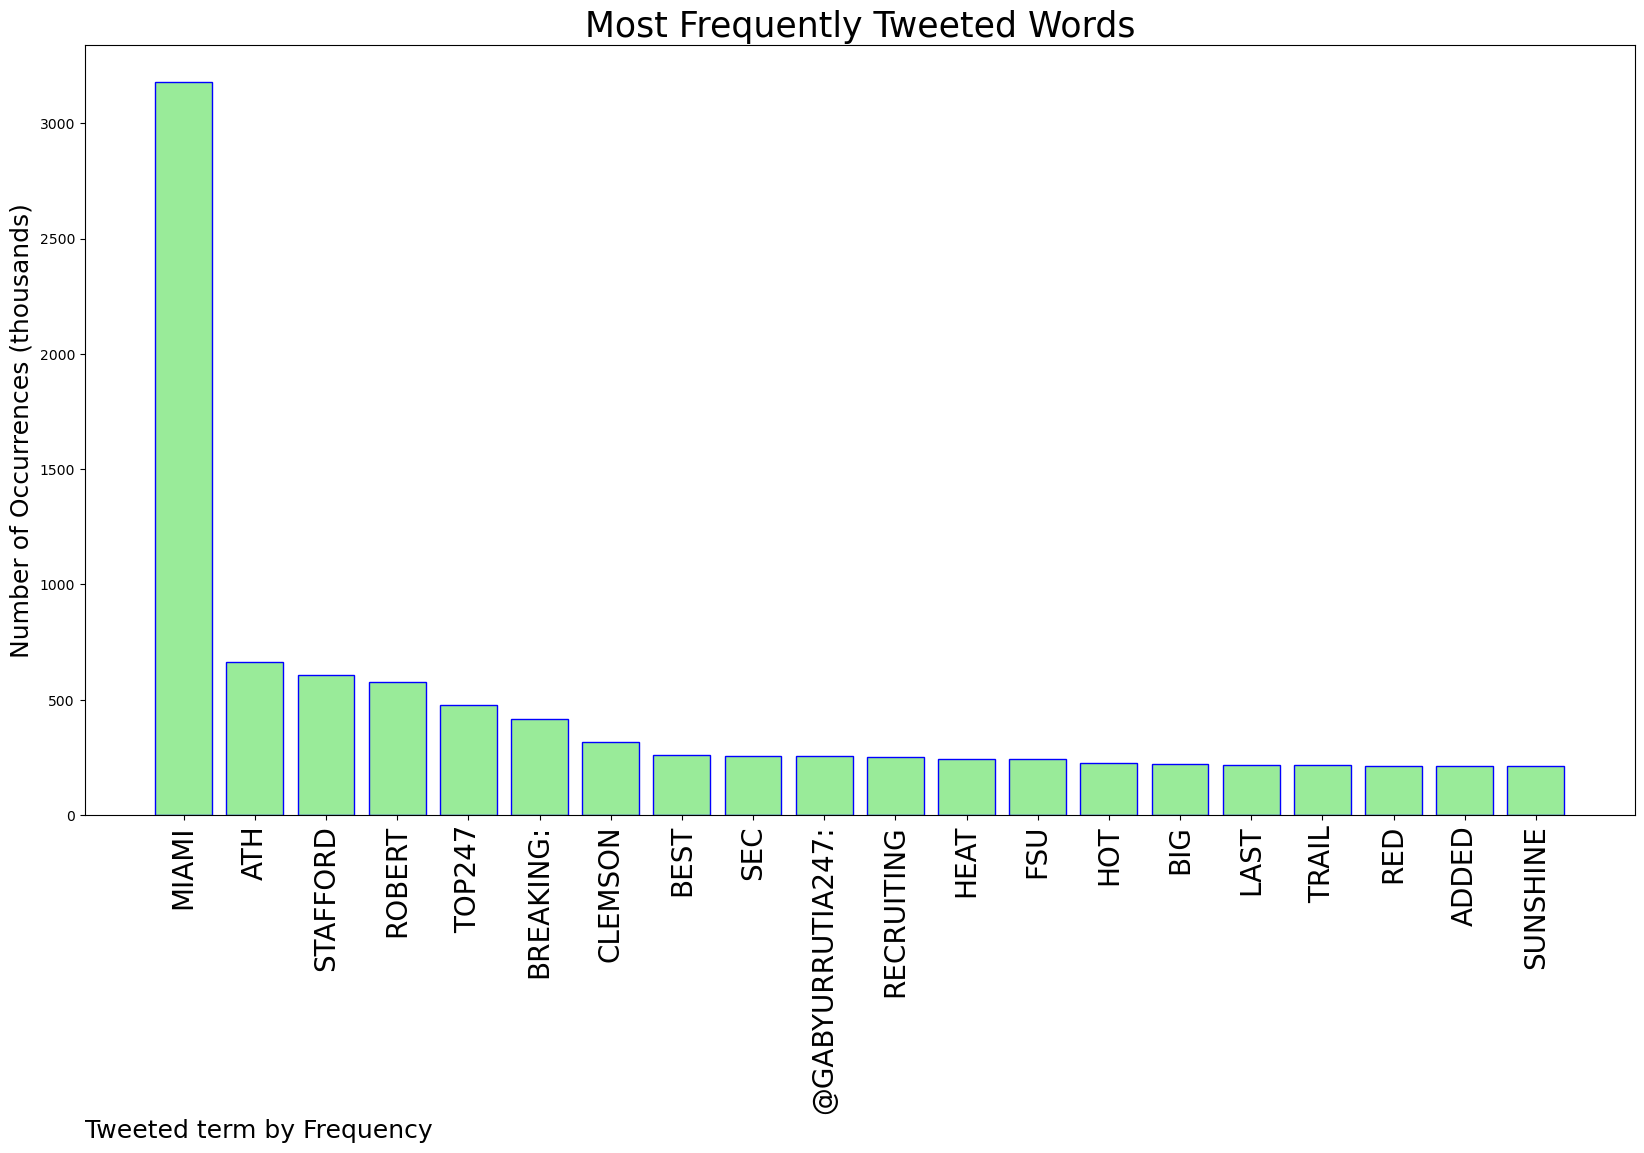 Most Frequently Tweeted Words
Number of Occurrences (thousands)
3000
2500
2000
1500
1000
500
0
MIAMI
ATH
STAFFORD
ROBERT
TOP247
BREAKING:
CLEMSON
BEST
SEC
@GABYURRUTIA247:
RECRUITING
HEAT
FSU
HOT
BIG
LAST
TRAIL
RED
ADDED
SUNSHINE
Tweeted term by Frequency